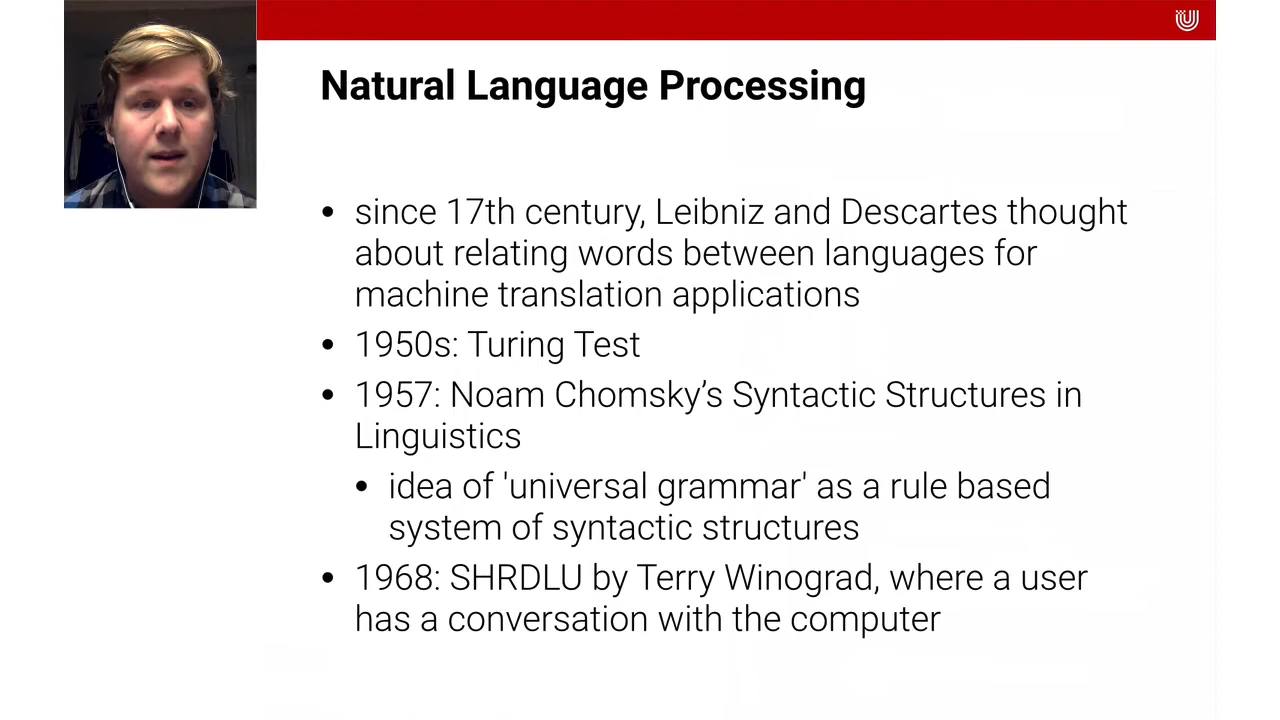 Natural Language Processing
• since 17th century, Leibniz and Descartes thought
about relating words between languages for
machine translation applications
• 1950s: Turing Test
• 1957: Noam Chomsky’s Syntactic Structures in
Linguistics
• idea of 'universal grammar' as a rule based
system of syntactic structures
• 1968: SHRDLU by Terry Winograd, where a user
has a conversation with the computer